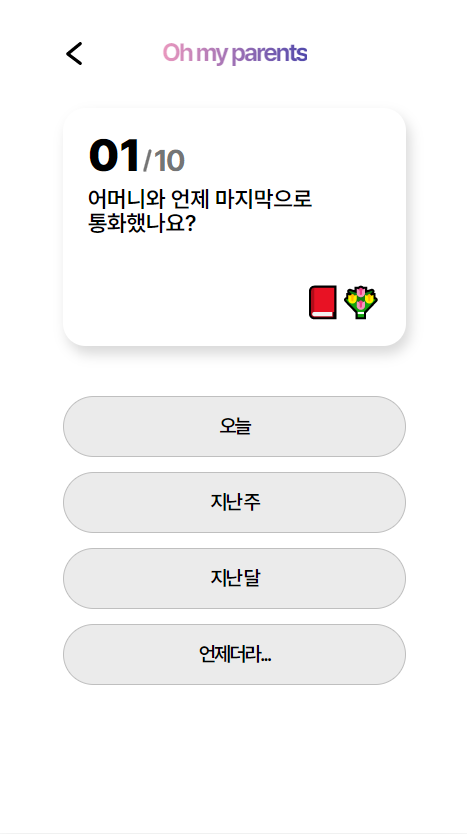 Oh my parents
01/10
어머니와 언제 마지막으로
통화했나요?
오늘
지난 주
지난 달
언제더라...